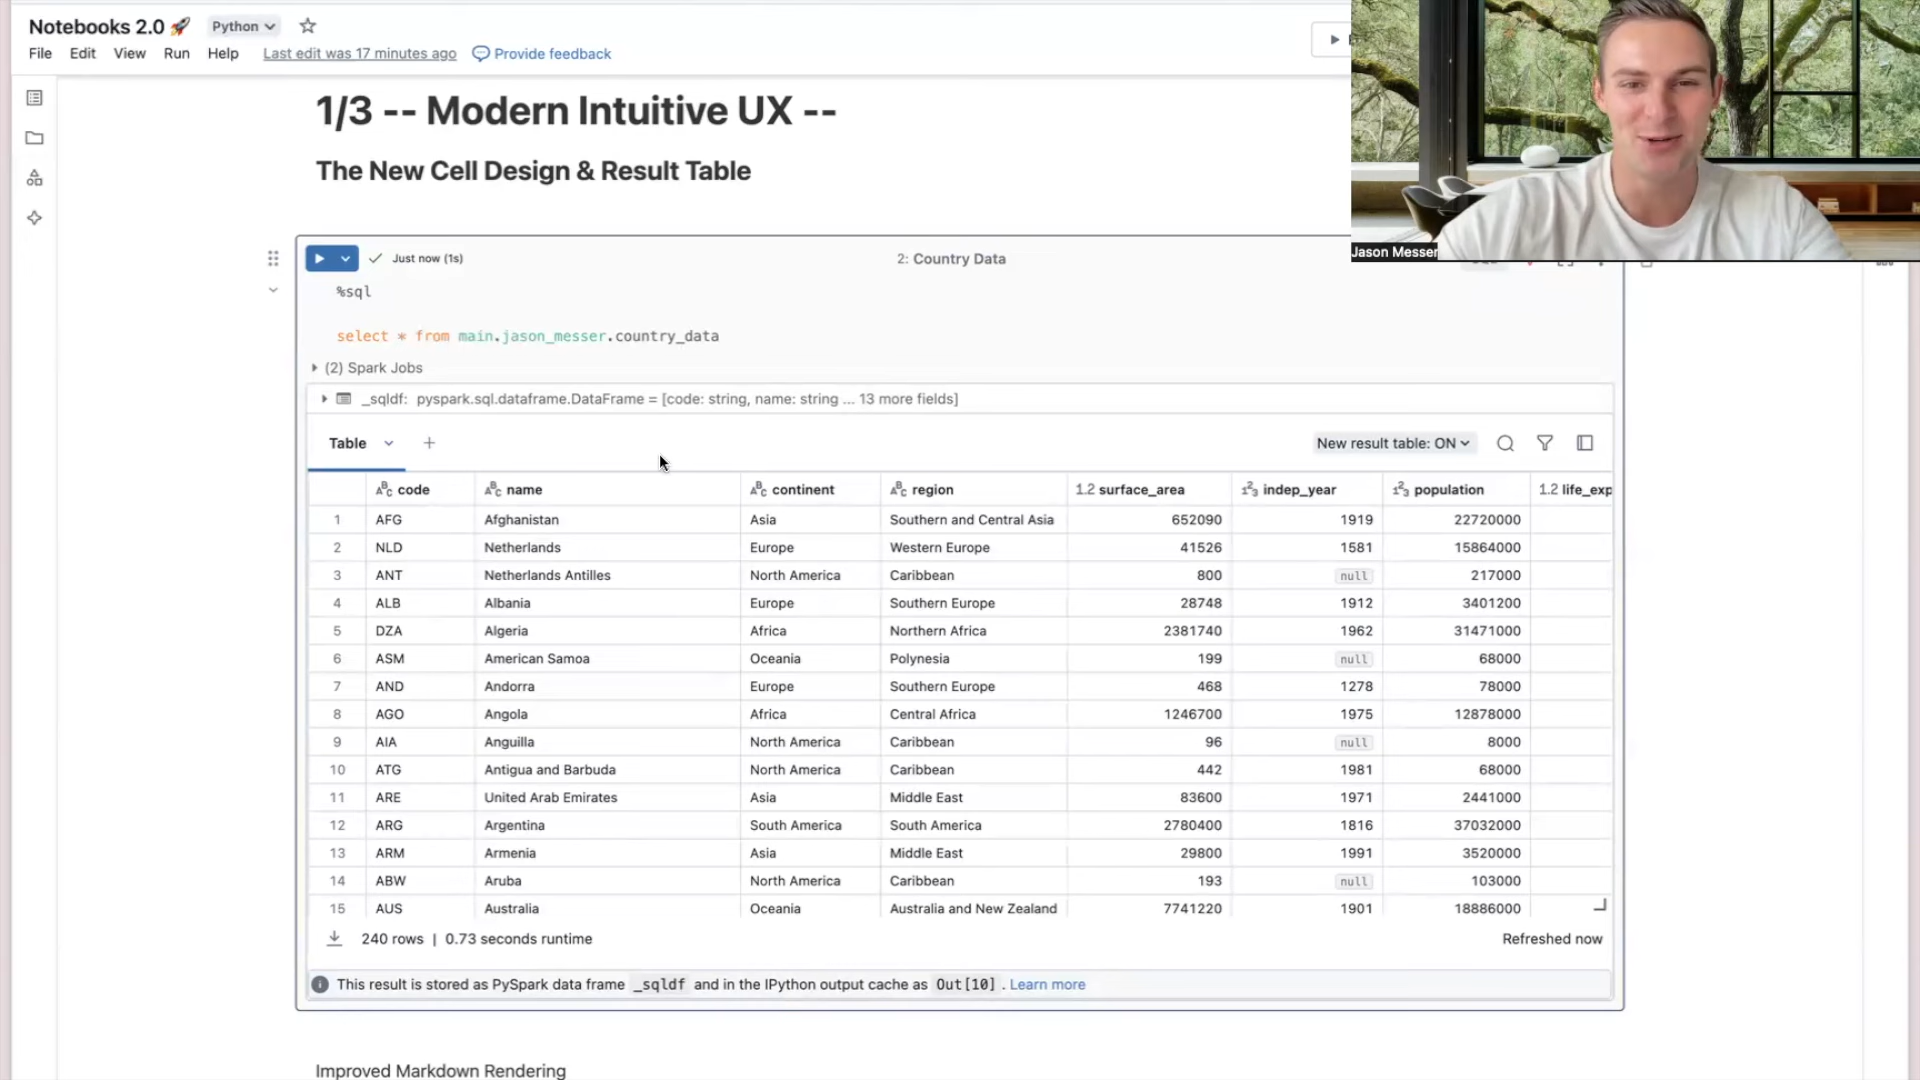 Notebooks 2.0 🚀 Python
File Edit View Run Help Last edit was 17 minutes ago Provide feedback
1/3 -- Modern Intuitive UX --
The New Cell Design & Result Table
Jason Messer
Just now (1s) 2: Country Data
%sql
select * from main.jason_messer.country_data
(2) Spark Jobs
_sqldf: pyspark.sql.dataframe.DataFrame = [code: string, name: string ... 13 more fields]
Table + New result table: ON
code name continent region 1.2 surface_area indep_year population 1.2 life_exp
1 AFG Afghanistan Asia Southern and Central Asia 652090 1919 22720000
2 NLD Netherlands Europe Western Europe 41526 1581 15864000
3 ANT Netherlands Antilles North America Caribbean 800 null 217000
4 ALB Albania Europe Southern Europe 28748 1912 3401200
5 DZA Algeria Africa Northern Africa 2381740 1962 31471000
6 ASM American Samoa Oceania Polynesia 199 null 68000
7 AND Andorra Europe Southern Europe 468 1278 78000
8 AGO Angola Africa Central Africa 1246700 1975 12878000
9 AIA Anguilla North America Caribbean 96 null 8000
10 ATG Antigua and Barbuda North America Caribbean 442 1981 68000
11 ARE United Arab Emirates Asia Middle East 83600 1971 2441000
12 ARG Argentina South America South America 2780400 1816 37032000
13 ARM Armenia Asia Middle East 29800 1991 3520000
14 ABW Aruba North America Caribbean 193 null 103000
15 AUS Australia Oceania Australia and New Zealand 7741220 1901 18886000
240 rows | 0.73 seconds runtime Refreshed now
This result is stored as PySpark data frame _sqldf and in the IPython output cache as Out[10] . Learn more
Improved Markdown Rendering